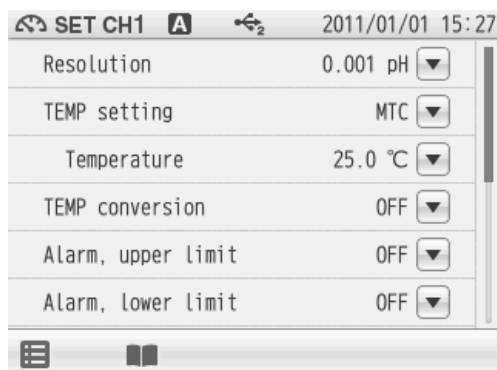 SET CH1 A 2 2011/01/01 15:27
Resolution 0.001 pH
TEMP setting MTC
Temperature 25.0 ℃
TEMP conversion OFF
Alarm, upper limit OFF
Alarm, lower limit OFF